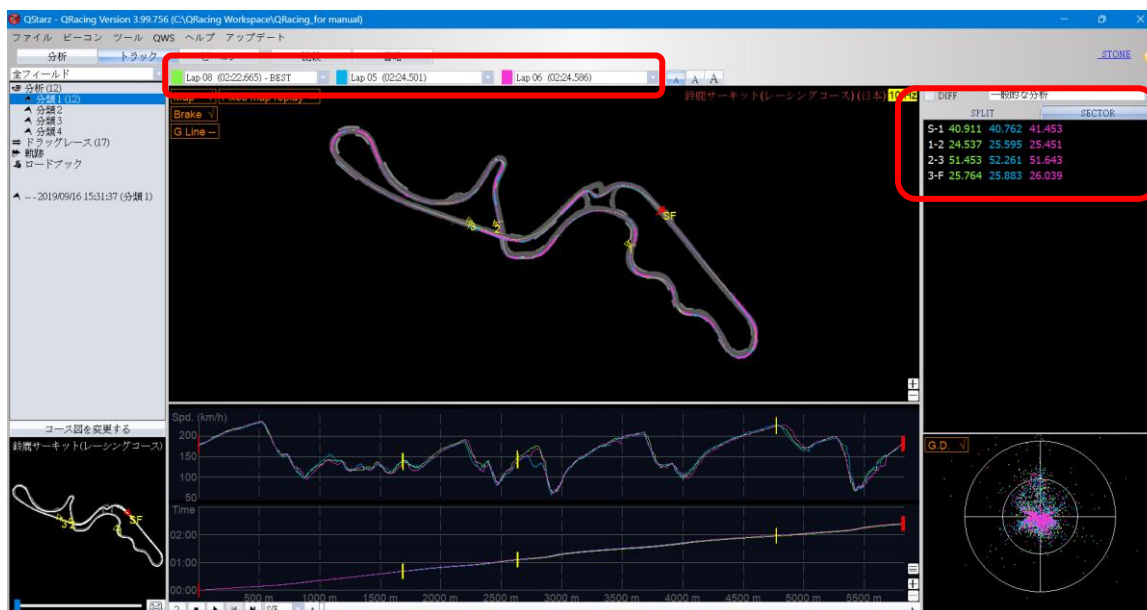 QStarz - QRacing Version 3.99.756 (C:\QRacing Workspace\QRacing_for manual)
ファイル ビーコン ツール QWS ヘルプ アップデート
分析 トラック
STONE
全フィールド
Lap 08 (02:22.665) - BEST
Lap 05 (02:24.501)
Lap 06 (02:24.586)
A A A
分析 (12)
分類1 (12)
分類2
分類3
分類4
ドラッグレース (17)
軌跡
ロードブック
-- - 2019/09/16 15:31:37 (分類1)
Brake √
G Line --
鈴鹿サーキット(レーシングコース) (日本)
SF
2
DIFF 一般的な分析
SPLIT SECTOR
S-1 40.911 40.762 41.453
1-2 24.537 25.595 25.451
2-3 51.453 52.261 51.643
3-F 25.764 25.883 26.039
コース図を変更する
鈴鹿サーキット(レーシングコース)
SF
Spd. (km/h)
200
150
100
50
Time
02:00
01:00
00:00
500 m 1000 m 1500 m 2000 m 2500 m 3000 m 3500 m 4000 m 4500 m 5000 m 5500 m
G.D. √